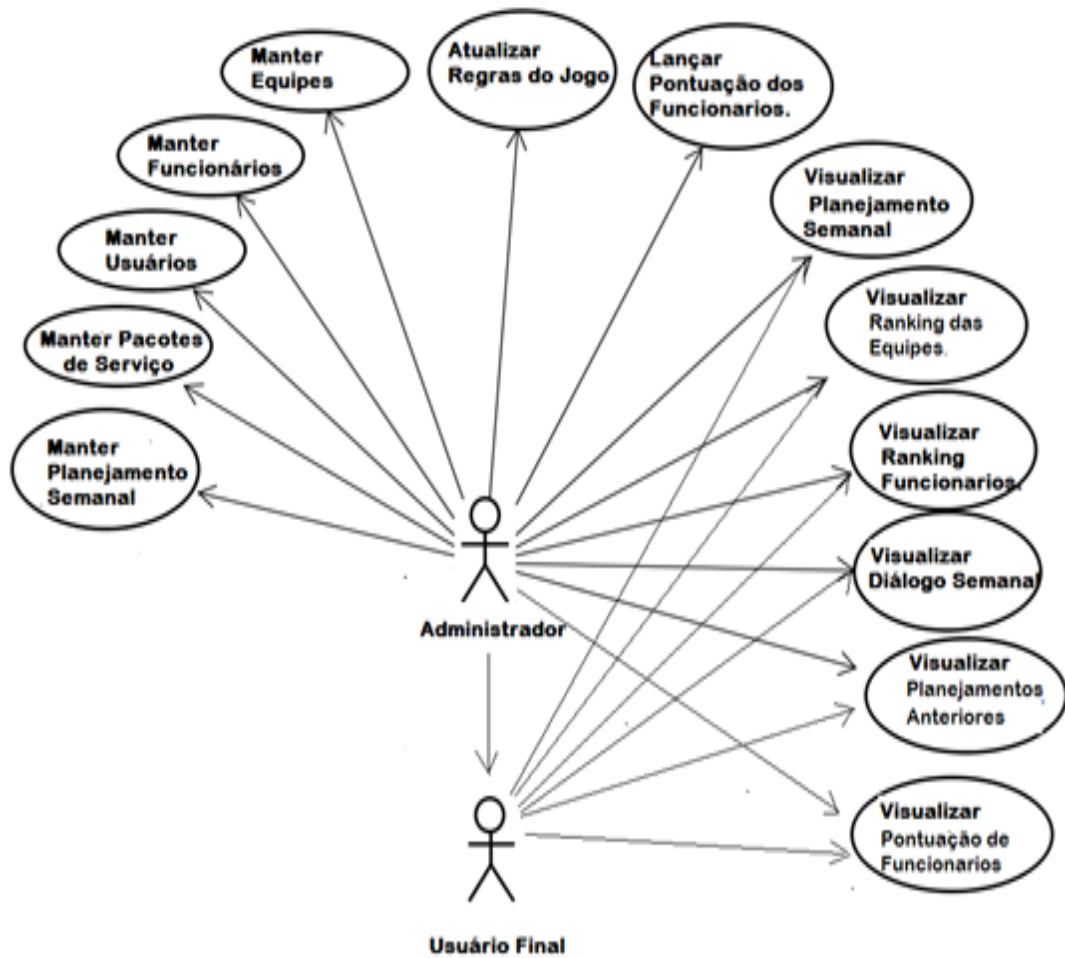 Manter
Equipes
Atualizar
Regras do Jogo
Lançar
Pontuação dos
Funcionarios.
Manter
Funcionários
Visualizar
Planejamento
Semanal
Manter
Usuários
Visualizar
Ranking das
Equipes.
Manter Pacotes
de Serviço
Visualizar
Ranking
Funcionarios.
Manter
Planejamento
Semanal
Visualizar
Diálogo Semanal
Administrador
Visualizar
Planejamentos
Anteriores
Visualizar
Pontuação de
Funcionarios
Usuário Final